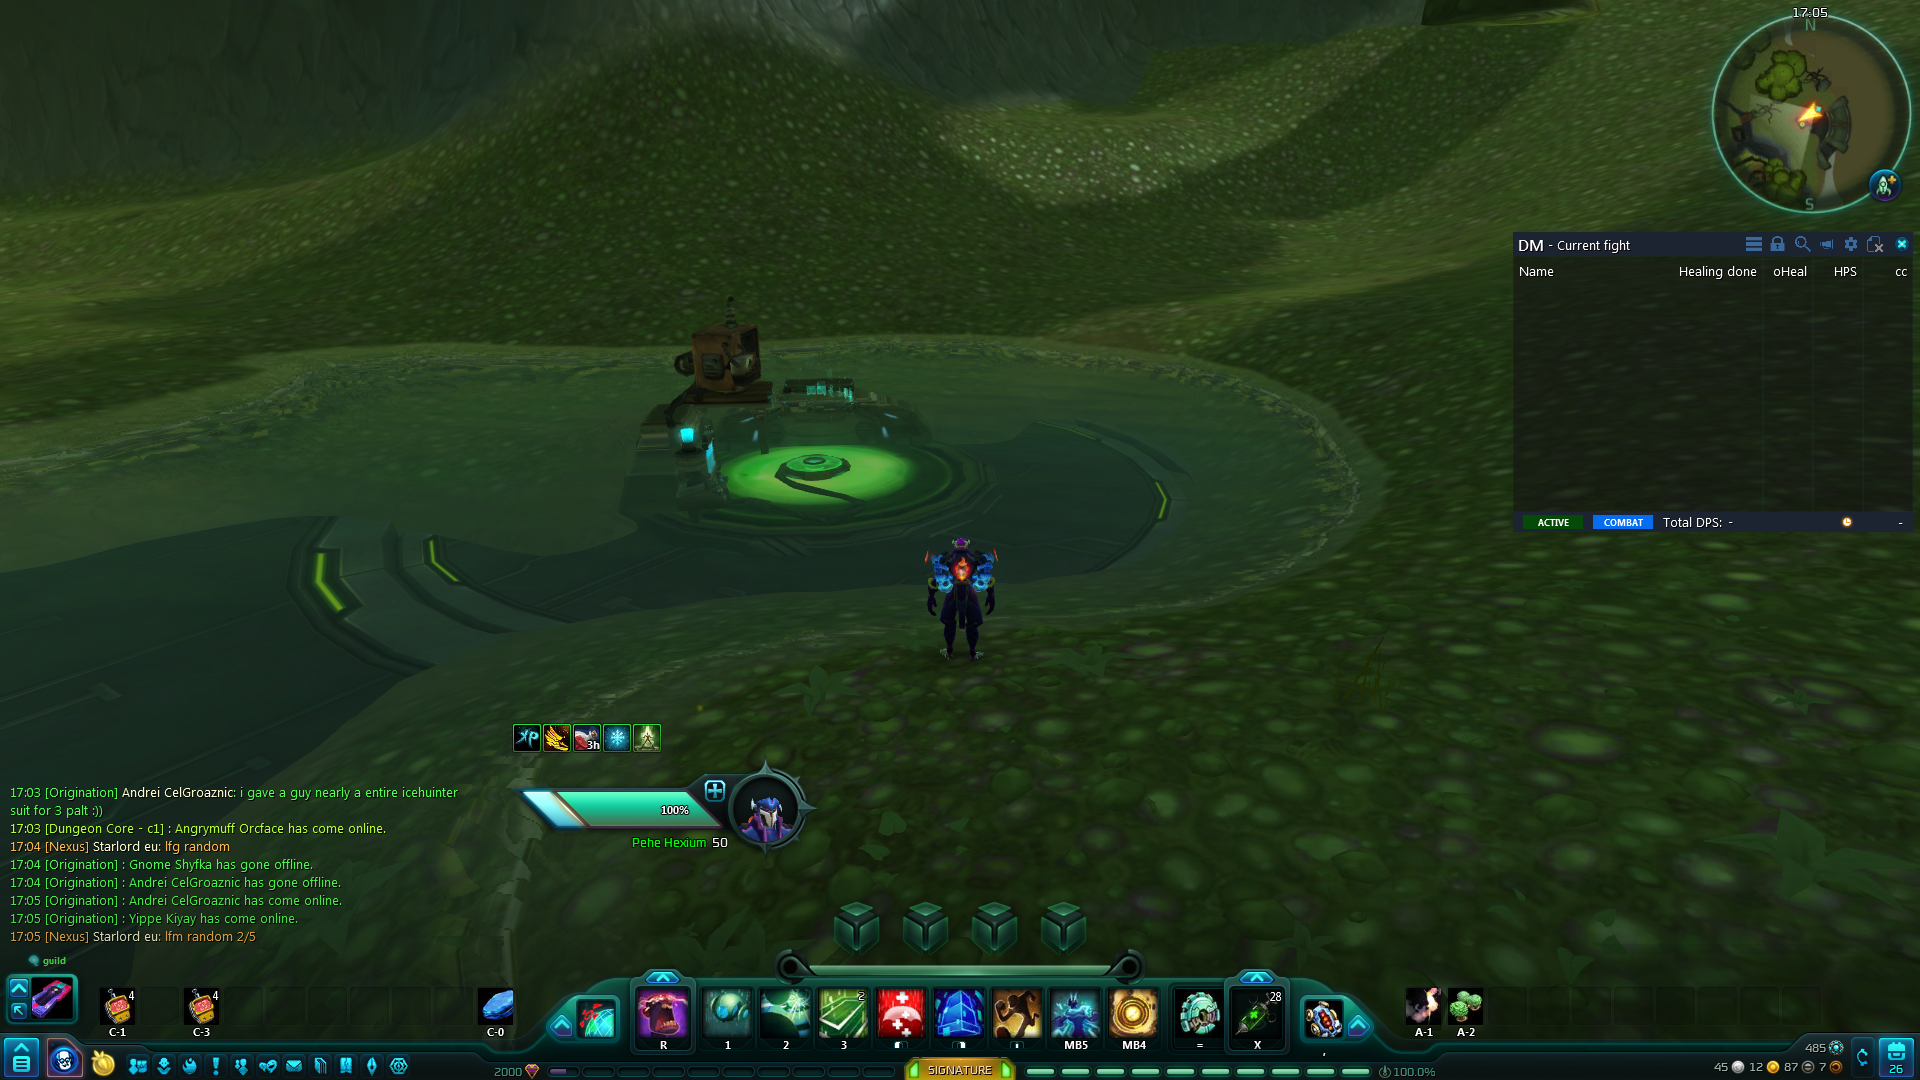 17:05
N
S
DM - Current fight
Name Healing done oHeal HPS cc
ACTIVE COMBAT Total DPS: - -
XP 3h
100%
Pehe Hexium 50
17:03 [Origination] Andrei CelGroaznic: i gave a guy nearly a entire icehuinter
suit for 3 palt :))
17:03 [Dungeon Core - c1] : Angrymuff Orcface has come online.
17:04 [Nexus] Starlord eu: lfg random
17:04 [Origination] : Gnome Shyfka has gone offline.
17:04 [Origination] : Andrei CelGroaznic has gone offline.
17:05 [Origination] : Andrei CelGroaznic has come online.
17:05 [Origination] : Yippe Kiyay has come online.
17:05 [Nexus] Starlord eu: lfm random 2/5
guild
4 4 2 28
C-1 C-3 C-0 R 1 2 3 MB5 MB4 = X , A-1 A-2
2000 SIGNATURE 100.0%
485
45 12 87 7
26